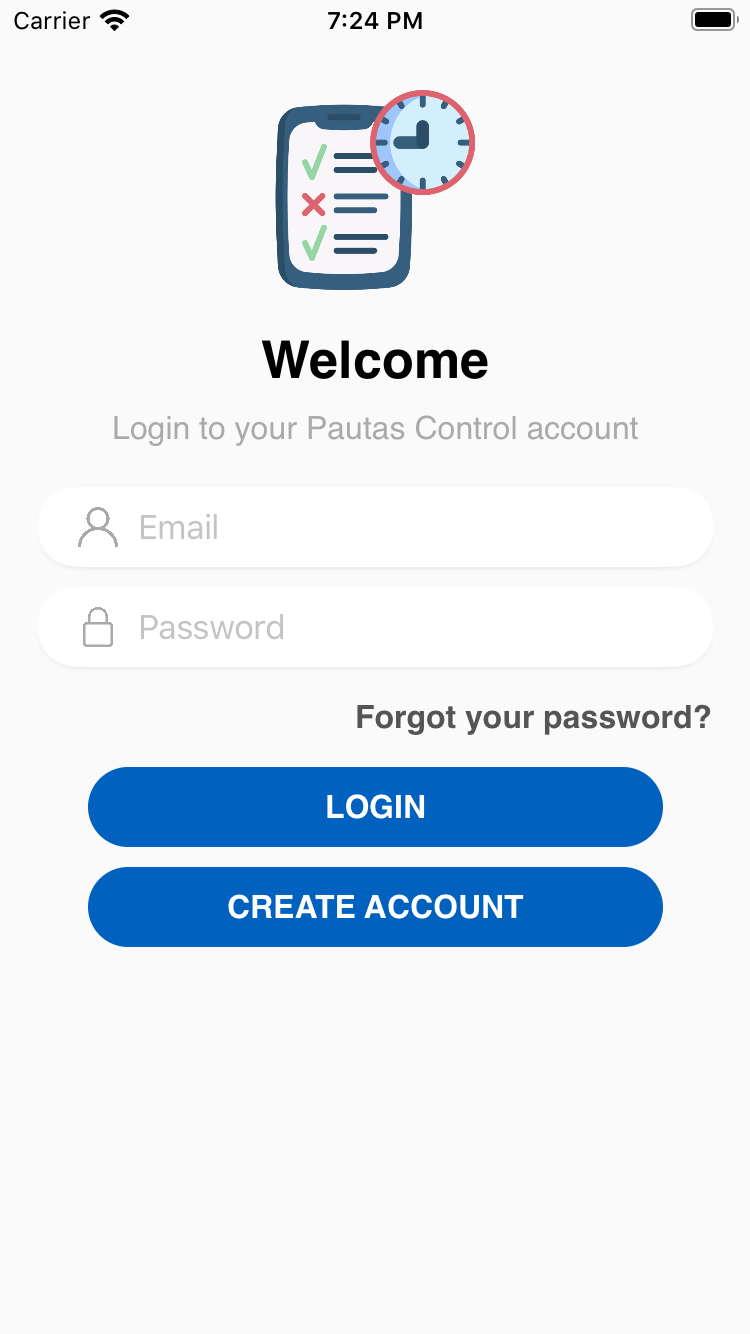 Carrier 7:24 PM
Welcome
Login to your Pautas Control account
Email
Password
Forgot your password?
LOGIN
CREATE ACCOUNT